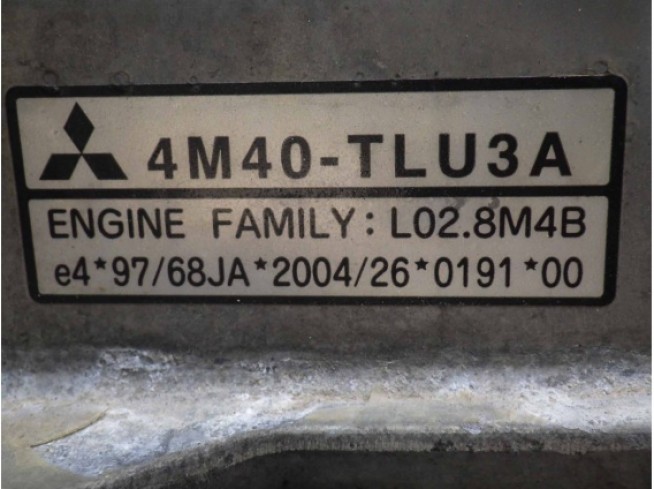 4M40-TLU3A
ENGINE FAMILY: L02.8M4B
e4*97/68JA*2004/26*0191*00